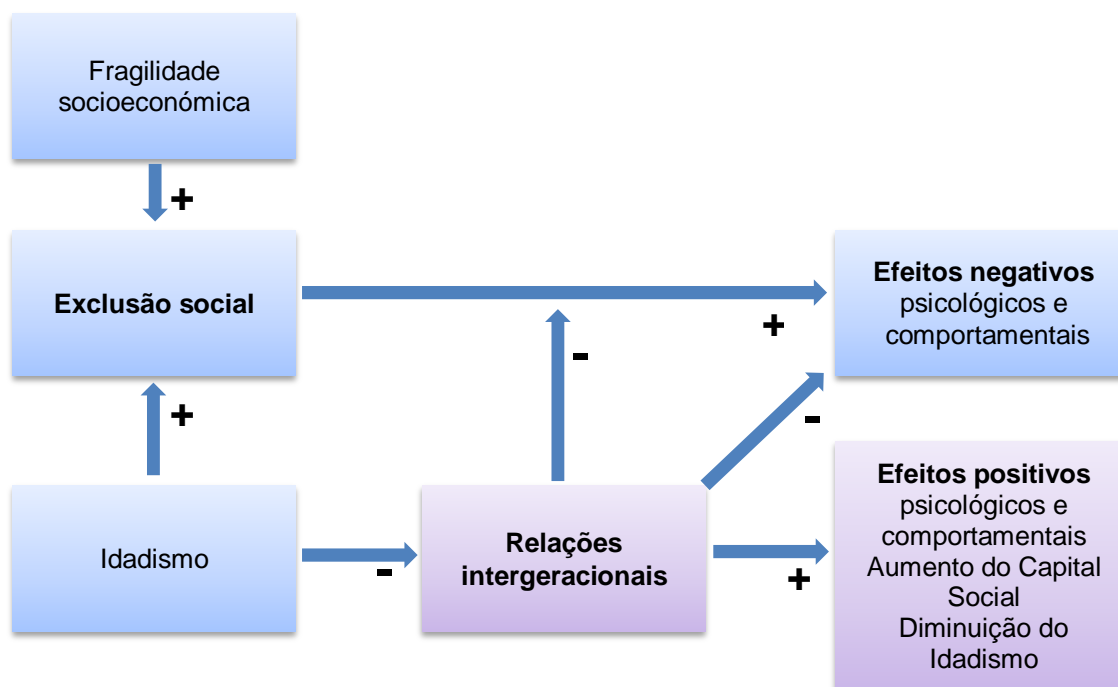 Fragilidade
socioeconómica
+
Exclusão social
+
Efeitos negativos
psicológicos e
comportamentais
-
+
-
Idadismo
-
Relações
intergeracionais
+
Efeitos positivos
psicológicos e
comportamentais
Aumento do Capital
Social
Diminuição do
Idadismo